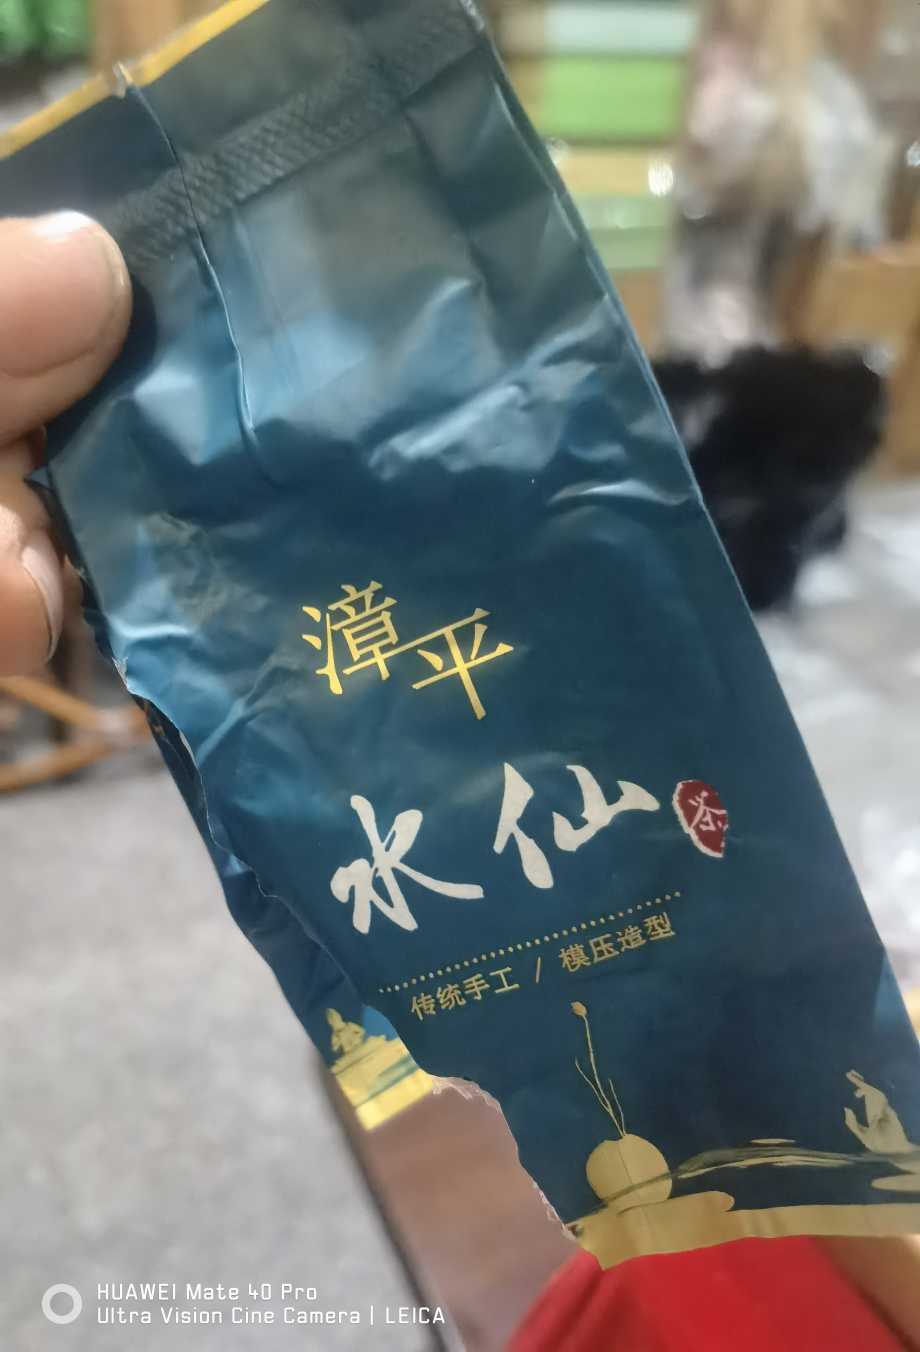 漳平
水仙
茶
传统手工 / 模压造型
HUAWEI Mate 40 Pro
Ultra Vision Cine Camera | LEICA